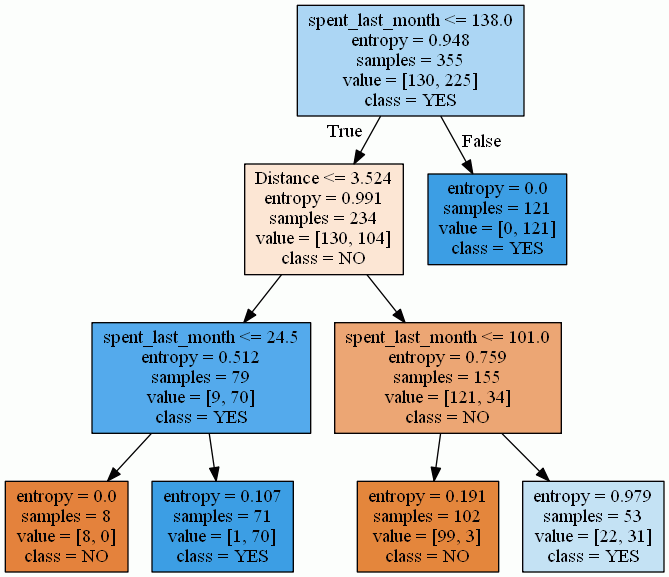 spent_last_month <= 138.0
entropy = 0.948
samples = 355
value = [130, 225]
class = YES
True
False
Distance <= 3.524
entropy = 0.991
samples = 234
value = [130, 104]
class = NO
entropy = 0.0
samples = 121
value = [0, 121]
class = YES
spent_last_month <= 24.5
entropy = 0.512
samples = 79
value = [9, 70]
class = YES
spent_last_month <= 101.0
entropy = 0.759
samples = 155
value = [121, 34]
class = NO
entropy = 0.0
samples = 8
value = [8, 0]
class = NO
entropy = 0.107
samples = 71
value = [1, 70]
class = YES
entropy = 0.191
samples = 102
value = [99, 3]
class = NO
entropy = 0.979
samples = 53
value = [22, 31]
class = YES